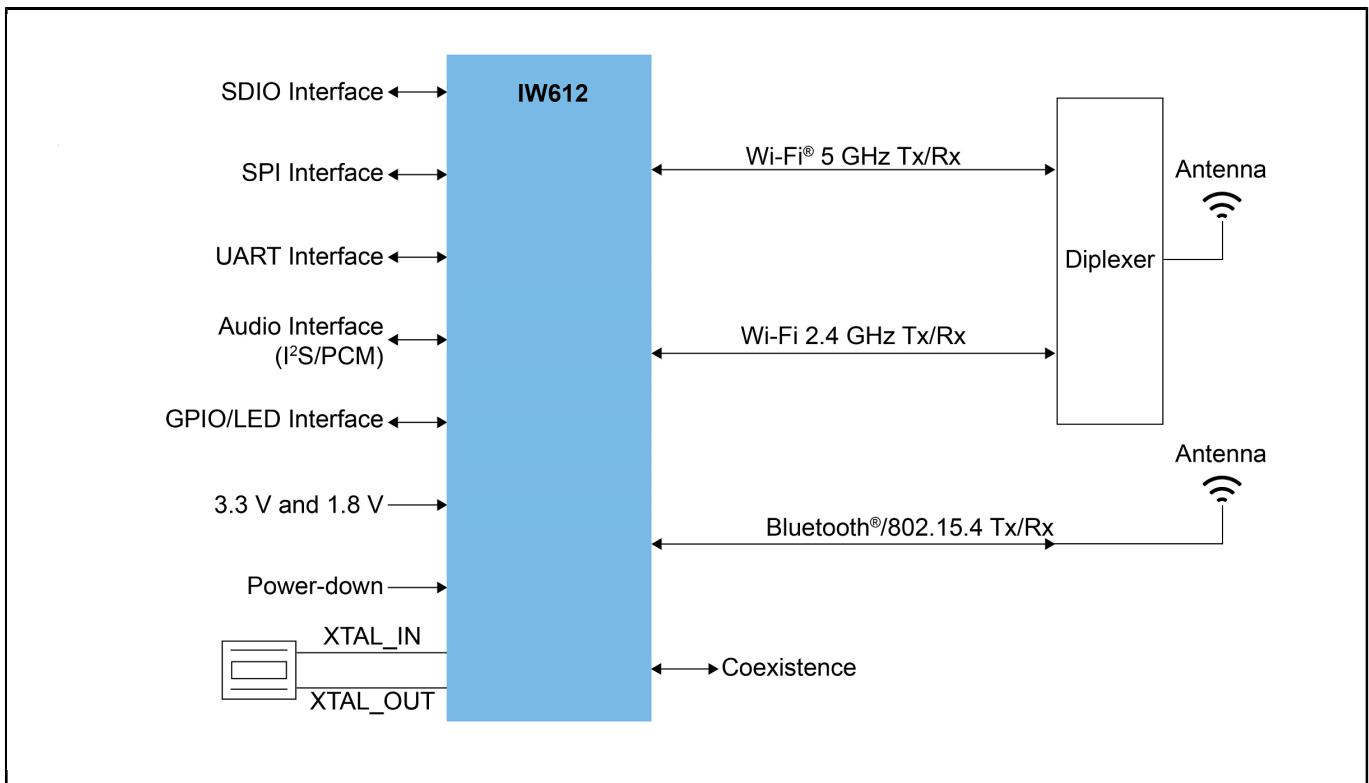 IW612
SDIO Interface
SPI Interface
UART Interface
Audio Interface
(I²S/PCM)
GPIO/LED Interface
3.3 V and 1.8 V
Power-down
XTAL_IN
XTAL_OUT
Wi-Fi® 5 GHz Tx/Rx
Wi-Fi 2.4 GHz Tx/Rx
Bluetooth®/802.15.4 Tx/Rx
Coexistence
Diplexer
Antenna
Antenna